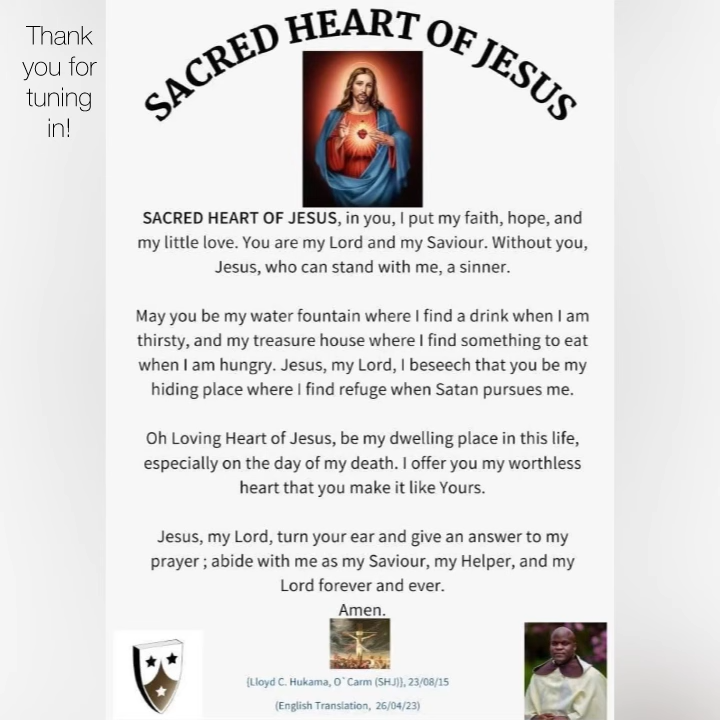 Thank
you for
tuning
in!
SACRED HEART OF JESUS
SACRED HEART OF JESUS, in you, I put my faith, hope, and
my little love. You are my Lord and my Saviour. Without you,
Jesus, who can stand with me, a sinner.
May you be my water fountain where I find a drink when I am
thirsty, and my treasure house where I find something to eat
when I am hungry. Jesus, my Lord, I beseech that you be my
hiding place where I find refuge when Satan pursues me.
Oh Loving Heart of Jesus, be my dwelling place in this life,
especially on the day of my death. I offer you my worthless
heart that you make it like Yours.
Jesus, my Lord, turn your ear and give an answer to my
prayer ; abide with me as my Saviour, my Helper, and my
Lord forever and ever.
Amen.
{Lloyd C. Hukama, O`Carm (SHJ)}, 23/08/15
(English Translation, 26/04/23)